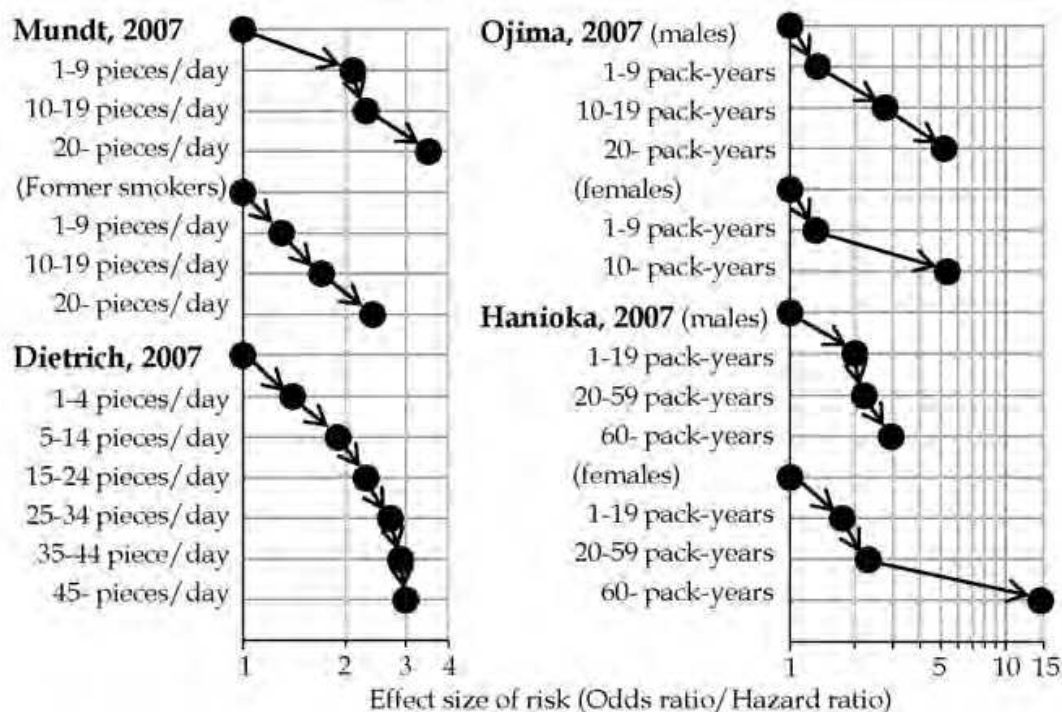 Mundt, 2007
1-9 pieces/day
10-19 pieces/day
20- pieces/day
(Former smokers)
1-9 pieces/day
10-19 pieces/day
20- pieces/day
Dietrich, 2007
1-4 pieces/day
5-14 pieces/day
15-24 pieces/day
25-34 pieces/day
35-44 piece/day
45- pieces/day
1 2 3 4
Ojima, 2007 (males)
1-9 pack-years
10-19 pack-years
20- pack-years
(females)
1-9 pack-years
10- pack-years
Hanioka, 2007 (males)
1-19 pack-years
20-59 pack-years
60- pack-years
(females)
1-19 pack-years
20-59 pack-years
60- pack-years
1 2 5 10 15
Effect size of risk (Odds ratio/Hazard ratio)